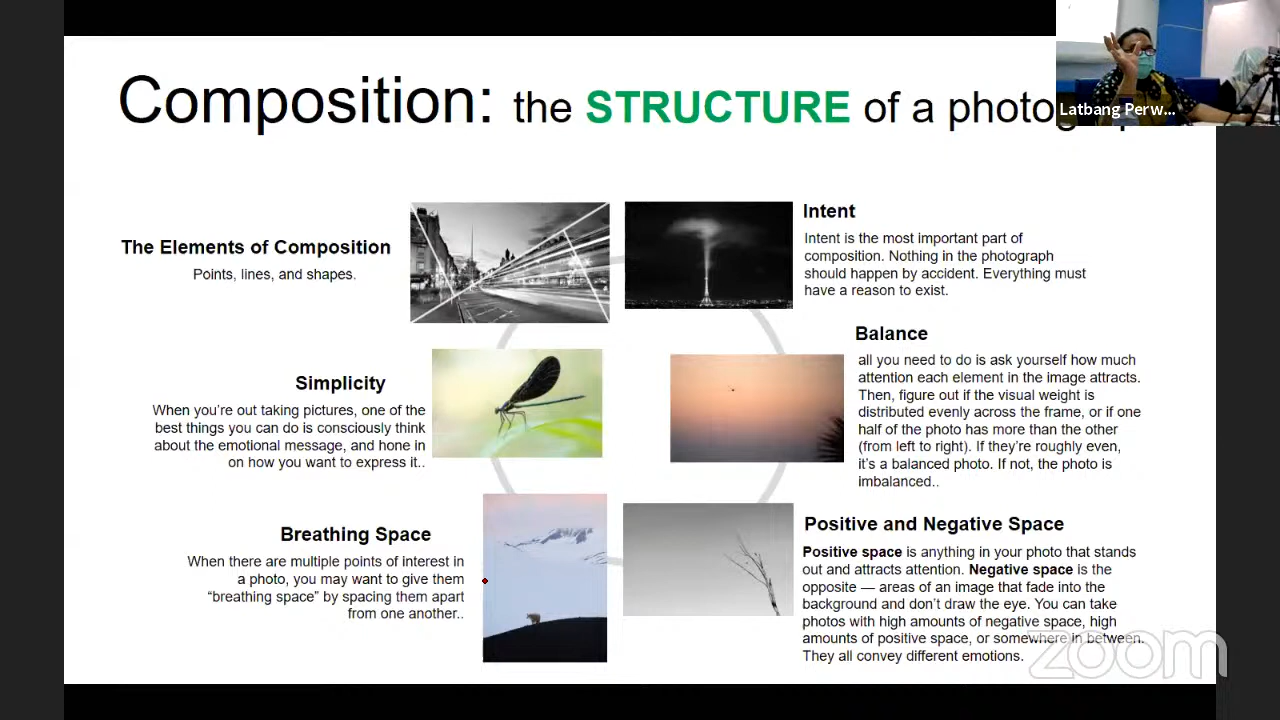 Composition: the STRUCTURE of a
Latbang Perw...
The Elements of Composition
Points, lines, and shapes.
Intent
Intent is the most important part of
composition. Nothing in the photograph
should happen by accident. Everything must
have a reason to exist.
Simplicity
When you're out taking pictures, one of the
best things you can do is consciously think
about the emotional message, and hone in
on how you want to express it..
Balance
all you need to do is ask yourself how much
attention each element in the image attracts.
Then, figure out if the visual weight is
distributed evenly across the frame, or if one
half of the photo has more than the other
(from left to right). If they're roughly even,
it's a balanced photo. If not, the photo is
imbalanced..
Breathing Space
When there are multiple points of interest in
a photo, you may want to give them
“breathing space” by spacing them apart
from one another..
Positive and Negative Space
Positive space is anything in your photo that stands
out and attracts attention. Negative space is the
opposite — areas of an image that fade into the
background and don't draw the eye. You can take
photos with high amounts of negative space, high
amounts of positive space, or somewhere in between.
They all convey different emotions.
zoom